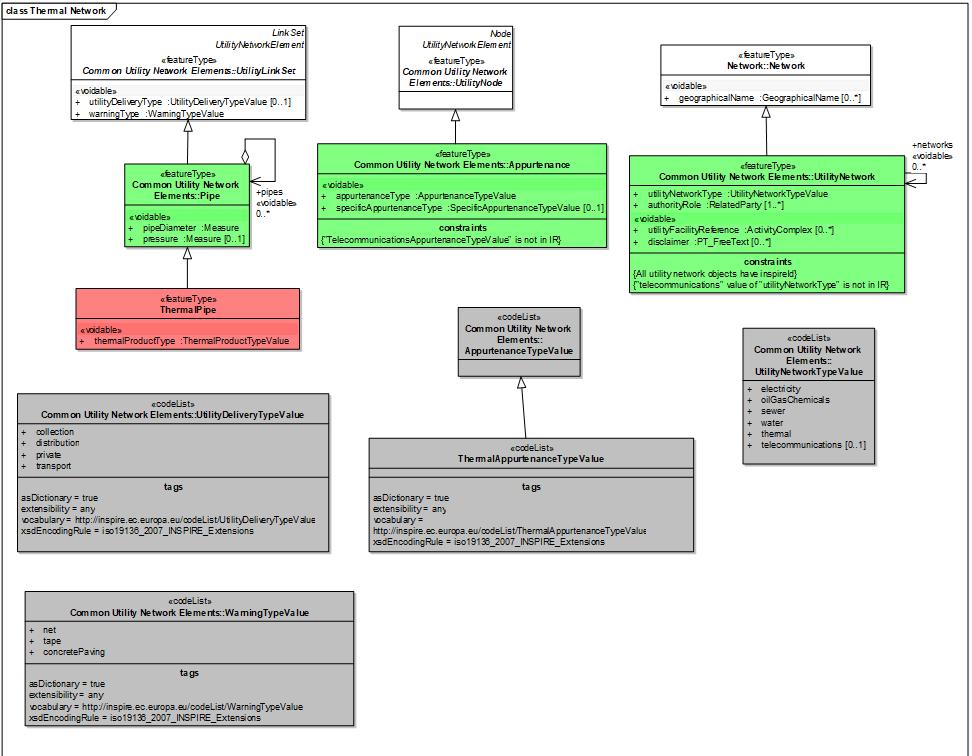 class Thermal Network
LinkSet
UtilityNetworkElement
«featureType»
Common Utility Network Elements::UtilityLinkSet
«voidable»
+ utilityDeliveryType :UtilityDeliveryTypeValue [0..1]
+ warningType :WarningTypeValue
Node
UtilityNetworkElement
«featureType»
Common Utility Network
Elements::UtilityNode
«featureType»
Network::Network
«voidable»
+ geographicalName :GeographicalName [0..*]
«featureType»
Common Utility Network
Elements::Pipe
«voidable»
+ pipeDiameter :Measure
+ pressure :Measure [0..1]
+pipes
«voidable»
0..*
«featureType»
Common Utility Network Elements::Appurtenance
«voidable»
+ appurtenanceType :AppurtenanceTypeValue
+ specificAppurtenanceType :SpecificAppurtenanceTypeValue [0..1]
constraints
{"TelecommunicationsAppurtenanceTypeValue" is not in IR}
«featureType»
Common Utility Network Elements::UtilityNetwork
+ utilityNetworkType :UtilityNetworkTypeValue
+ authorityRole :RelatedParty [1..*]
«voidable»
+ utilityFacilityReference :ActivityComplex [0..*]
+ disclaimer :PT_FreeText [0..*]
constraints
{All utility network objects have inspireId}
{"telecommunications" value of "utilityNetworkType" is not in IR}
+networks
«voidable»
0..*
«featureType»
ThermalPipe
«voidable»
+ thermalProductType :ThermalProductTypeValue
«codeList»
Common Utility Network
Elements::
AppurtenanceTypeValue
«codeList»
Common Utility Network
Elements::
UtilityNetworkTypeValue
+ electricity
+ oilGasChemicals
+ sewer
+ water
+ thermal
+ telecommunications [0..1]
«codeList»
Common Utility Network Elements::UtilityDeliveryTypeValue
+ collection
+ distribution
+ private
+ transport
tags
asDictionary = true
extensibility = any
vocabulary = http://inspire.ec.europa.eu/codeList/UtilityDeliveryTypeValue
xsdEncodingRule = iso19136_2007_INSPIRE_Extensions
«codeList»
ThermalAppurtenanceTypeValue
tags
asDictionary = true
extensibility = any
vocabulary =
http://inspire.ec.europa.eu/codeList/ThermalAppurtenanceTypeValue
xsdEncodingRule = iso19136_2007_INSPIRE_Extensions
«codeList»
Common Utility Network Elements::WarningTypeValue
+ net
+ tape
+ concretePaving
tags
asDictionary = true
extensibility = any
vocabulary = http://inspire.ec.europa.eu/codeList/WarningTypeValue
xsdEncodingRule = iso19136_2007_INSPIRE_Extensions